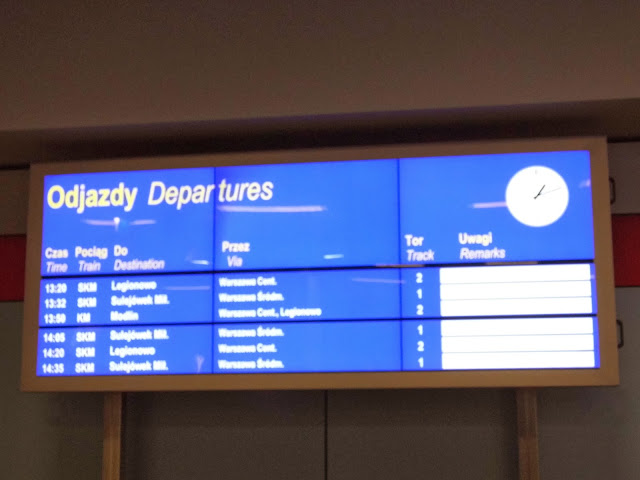 Odjazdy Departures
Czas Pociąg Do Przez Tor Uwagi
Time Train Destination Via Track Remarks
13:20 SKM Legionowo Warszawa Cent. 2
13:32 SKM Sulejówek Mił. Warszawa Śródm. 1
13:50 KM Modlin Warszawa Cent., Legionowo 2
14:05 SKM Sulejówek Mił. Warszawa Śródm. 1
14:20 SKM Legionowo Warszawa Cent. 2
14:35 SKM Sulejówek Mił. Warszawa Śródm. 1